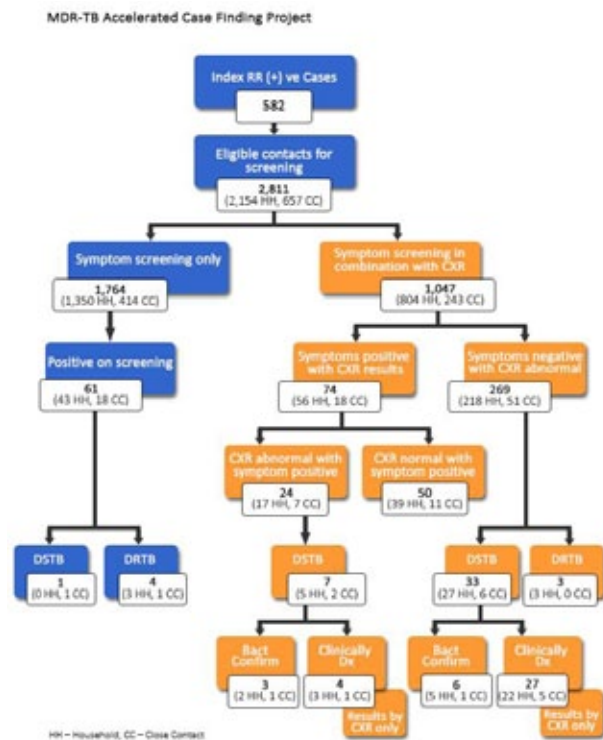 MDR-TB Accelerated Case Finding Project
Index RR (+) ve Cases
582
Eligible contacts for
screening
2,811
(2,154 HH, 657 CC)
Symptom screening only
1,764
(1,350 HH, 414 CC)
Symptom screening in
combination with CXR
1,047
(804 HH, 243 CC)
Positive on screening
61
(43 HH, 18 CC)
Symptoms positive
with CXR results
74
(56 HH, 18 CC)
Symptoms negative
with CXR abnormal
269
(218 HH, 51 CC)
CXR abnormal with
symptom positive
24
(17 HH, 7 CC)
CXR normal with
symptom positive
50
(39 HH, 11 CC)
DSTB
1
(0 HH, 1 CC)
DRTB
4
(3 HH, 1 CC)
DSTB
7
(5 HH, 2 CC)
DSTB
33
(27 HH, 6 CC)
DRTB
3
(3 HH, 0 CC)
Bact
Confirm
3
(2 HH, 1 CC)
Clinically
Dx
4
(3 HH, 1 CC)
Results by
CXR only
Bact
Confirm
6
(5 HH, 1 CC)
Clinically
Dx
27
(22 HH, 5 CC)
Results by
CXR only
HH – Household, CC – Close Contact